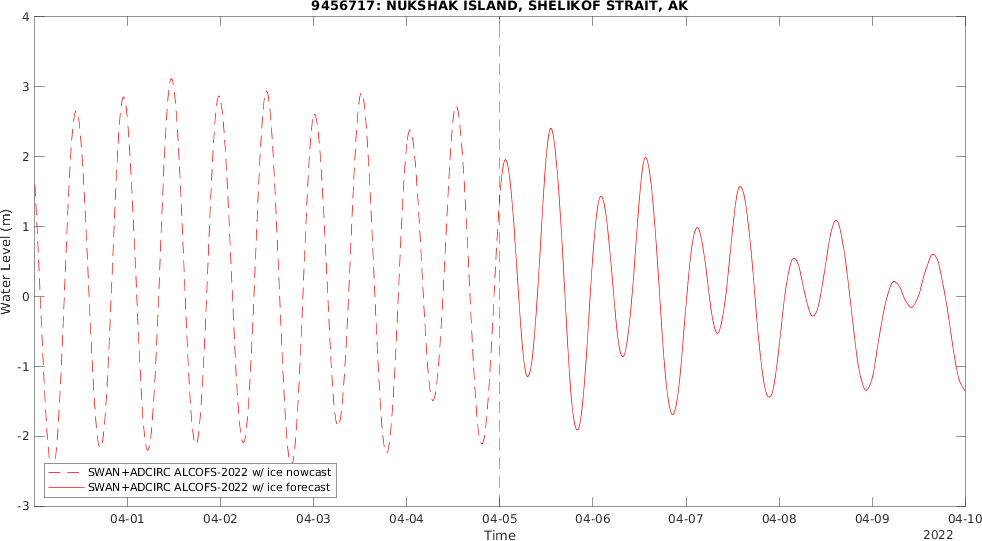 9456717: NUKSHAK ISLAND, SHELIKOF STRAIT, AK
Water Level (m)
4
3
2
1
0
-1
-2
-3
SWAN+ADCIRC ALCOFS-2022 w/ ice nowcast
SWAN+ADCIRC ALCOFS-2022 w/ ice forecast
04-01 04-02 04-03 04-04 04-05 04-06 04-07 04-08 04-09 04-10
Time
2022